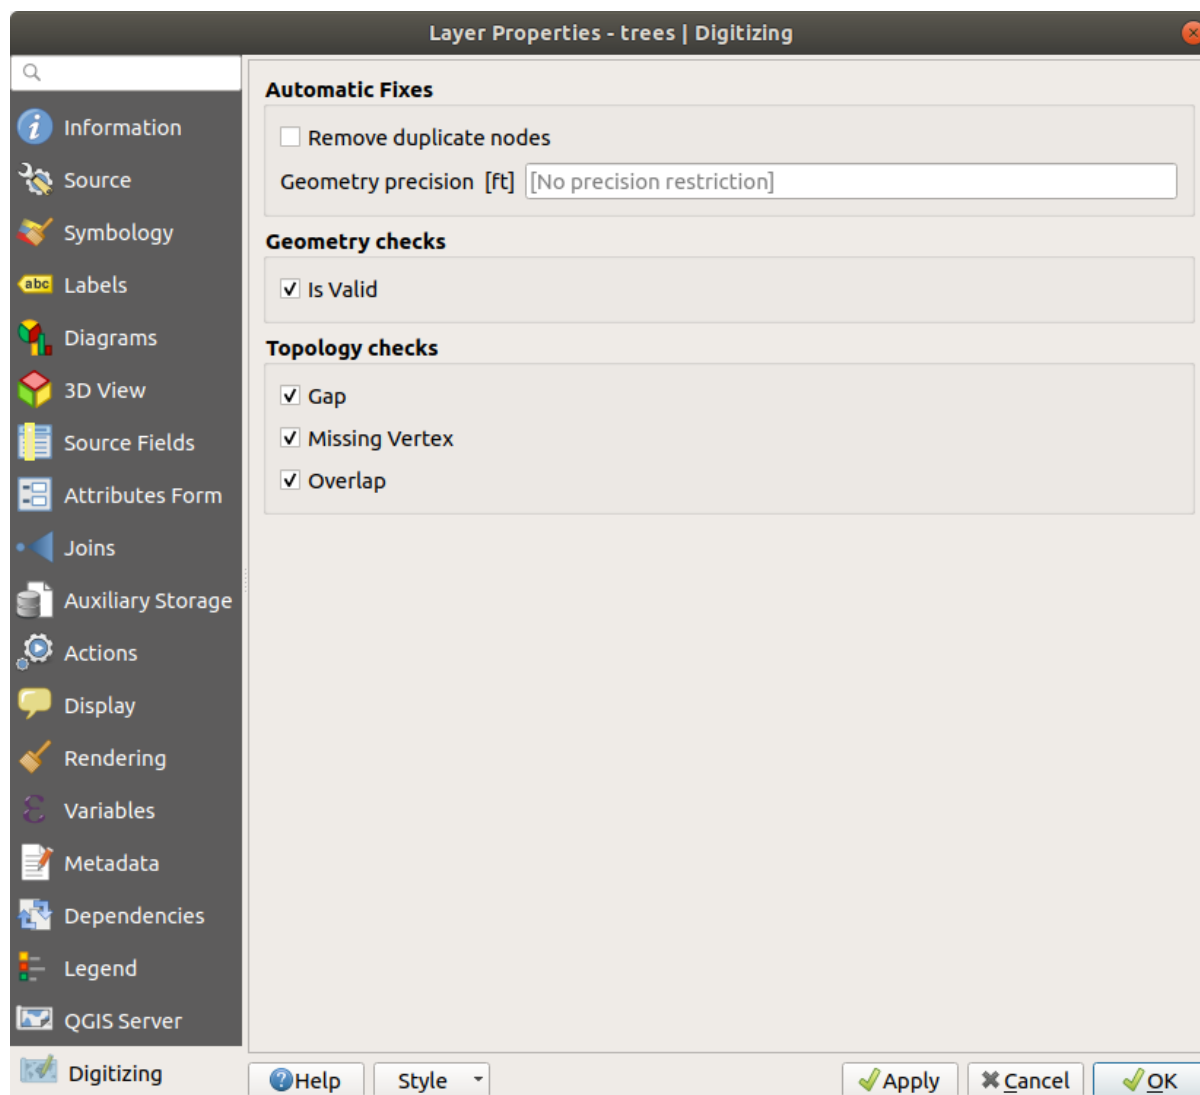 Layer Properties - trees | Digitizing
Information
Source
Symbology
abc Labels
Diagrams
3D View
Source Fields
Attributes Form
Joins
Auxiliary Storage
Actions
Display
Rendering
Variables
Metadata
Dependencies
Legend
QGIS Server
Digitizing
Automatic Fixes
Remove duplicate nodes
Geometry precision [ft] [No precision restriction]
Geometry checks
Is Valid
Topology checks
Gap
Missing Vertex
Overlap
Help Style Apply Cancel OK